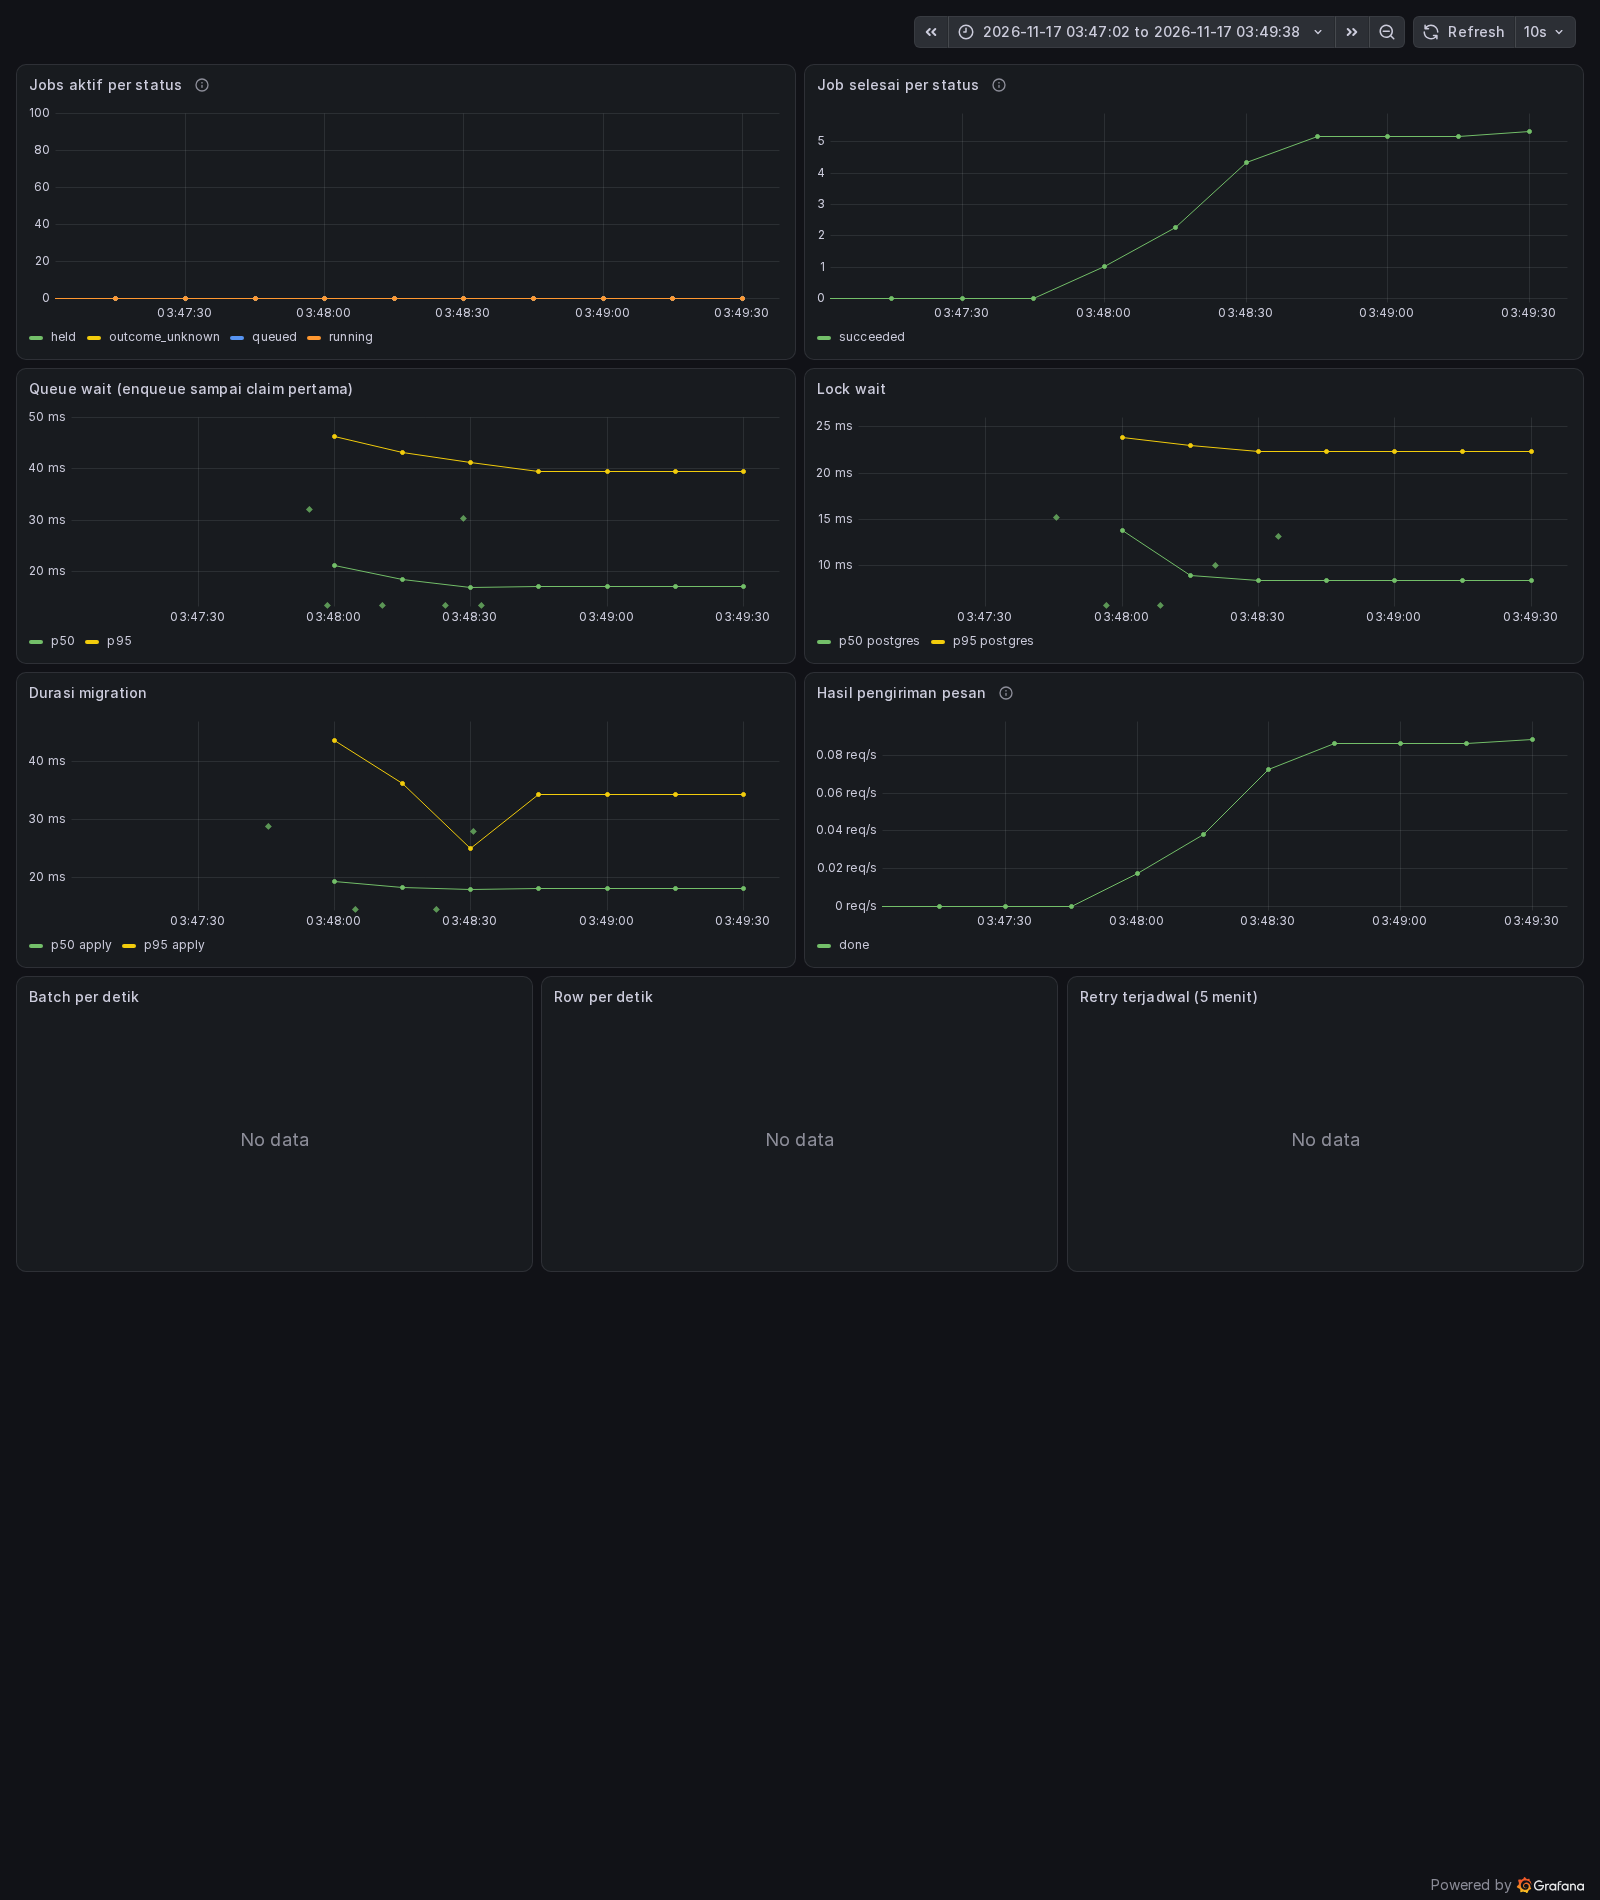 2026-11-17 03:47:02 to 2026-11-17 03:49:38
Refresh
10s
Jobs aktif per status
100
80
60
40
20
0
03:47:30 03:48:00 03:48:30 03:49:00 03:49:30
held outcome_unknown queued running
Job selesai per status
5
4
3
2
1
0
03:47:30 03:48:00 03:48:30 03:49:00 03:49:30
succeeded
Queue wait (enqueue sampai claim pertama)
50 ms
40 ms
30 ms
20 ms
03:47:30 03:48:00 03:48:30 03:49:00 03:49:30
p50 p95
Lock wait
25 ms
20 ms
15 ms
10 ms
03:47:30 03:48:00 03:48:30 03:49:00 03:49:30
p50 postgres p95 postgres
Durasi migration
40 ms
30 ms
20 ms
03:47:30 03:48:00 03:48:30 03:49:00 03:49:30
p50 apply p95 apply
Hasil pengiriman pesan
0.08 req/s
0.06 req/s
0.04 req/s
0.02 req/s
0 req/s
03:47:30 03:48:00 03:48:30 03:49:00 03:49:30
done
Batch per detik
No data
Row per detik
No data
Retry terjadwal (5 menit)
No data
Powered by Grafana